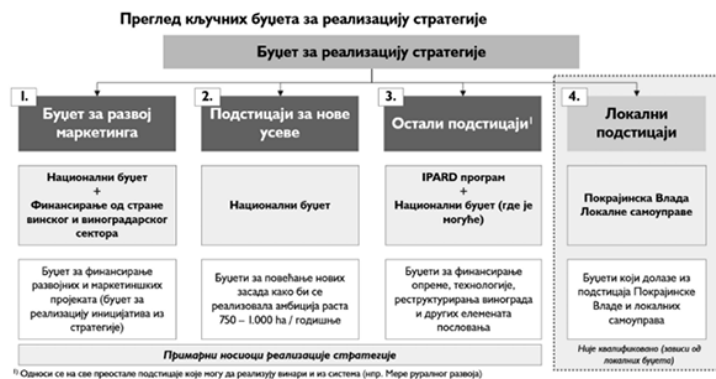 Преглед кључних буџета за реализацију стратегије
Буџет за реализацију стратегије
1.
Буџет за развој
маркетинга
2.
Подстицаји за нове
усеве
3.
Остали подстицаји¹
4.
Локални
подстицаји
Национални буџет
+
Финансирање од стране
винског и виноградарског
сектора
Национални буџет
IPARD програм
+
Национални буџет (где је
могуће)
Покрајинска Влада
Локалне самоуправе
Буџет за финансирање
развојних и маркетиншких
пројеката (буџет за
реализацију иницијатива из
стратегије)
Буџети за повећање нових
засада како би се
реализовала амбиција раста
750 – 1.000 ha / годишње
Буџети за финансирање
опреме, технологије,
реструктурирања винограда
и других елемената
пословања
Буџети који долазе из
подстицаја Покрајинске
Владе и локалних
самоуправа
Примарни носиоци реализације стратегије
Није квалификовано (зависи од
локалних буџета)
¹⁾ Односи се на све преостале подстицаје које могу да реализују винари и из система (нпр. Мере руралног развоја)